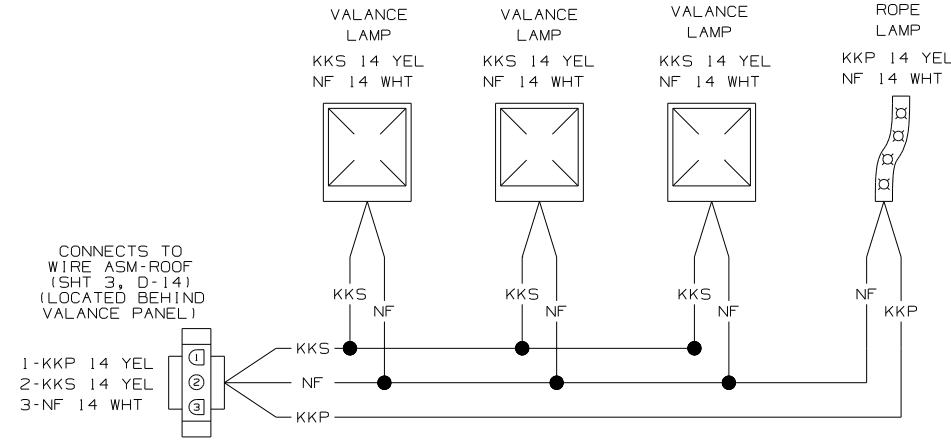 VALANCE
LAMP
KKS 14 YEL
NF 14 WHT
VALANCE
LAMP
KKS 14 YEL
NF 14 WHT
VALANCE
LAMP
KKS 14 YEL
NF 14 WHT
ROPE
LAMP
KKP 14 YEL
NF 14 WHT
CONNECTS TO
WIRE ASM-ROOF
(SHT 3, D-14)
(LOCATED BEHIND
VALANCE PANEL)
KKS
NF
KKS
NF
KKS
NF
NF
KKP
1-KKP 14 YEL
2-KKS 14 YEL
3-NF 14 WHT
1
2
3
KKS
NF
KKP